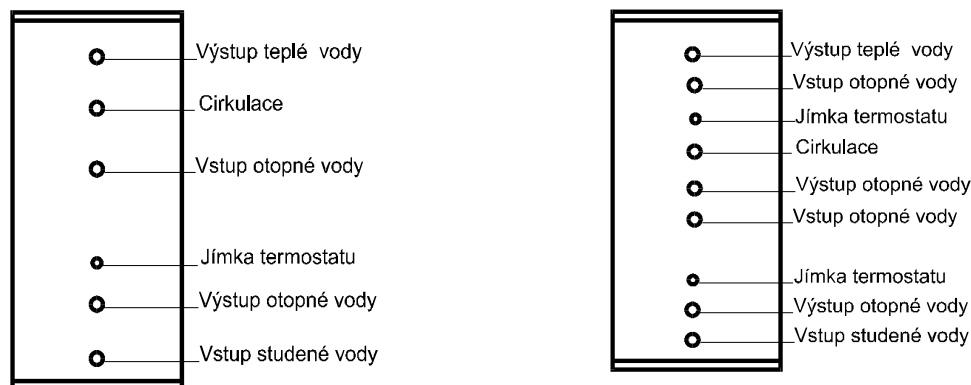 Výstup teplé vody
Cirkulace
Vstup otopné vody
Jímka termostatu
Výstup otopné vody
Vstup studené vody
Výstup teplé vody
Vstup otopné vody
Jímka termostatu
Cirkulace
Výstup otopné vody
Vstup otopné vody
Jímka termostatu
Výstup otopné vody
Vstup studené vody